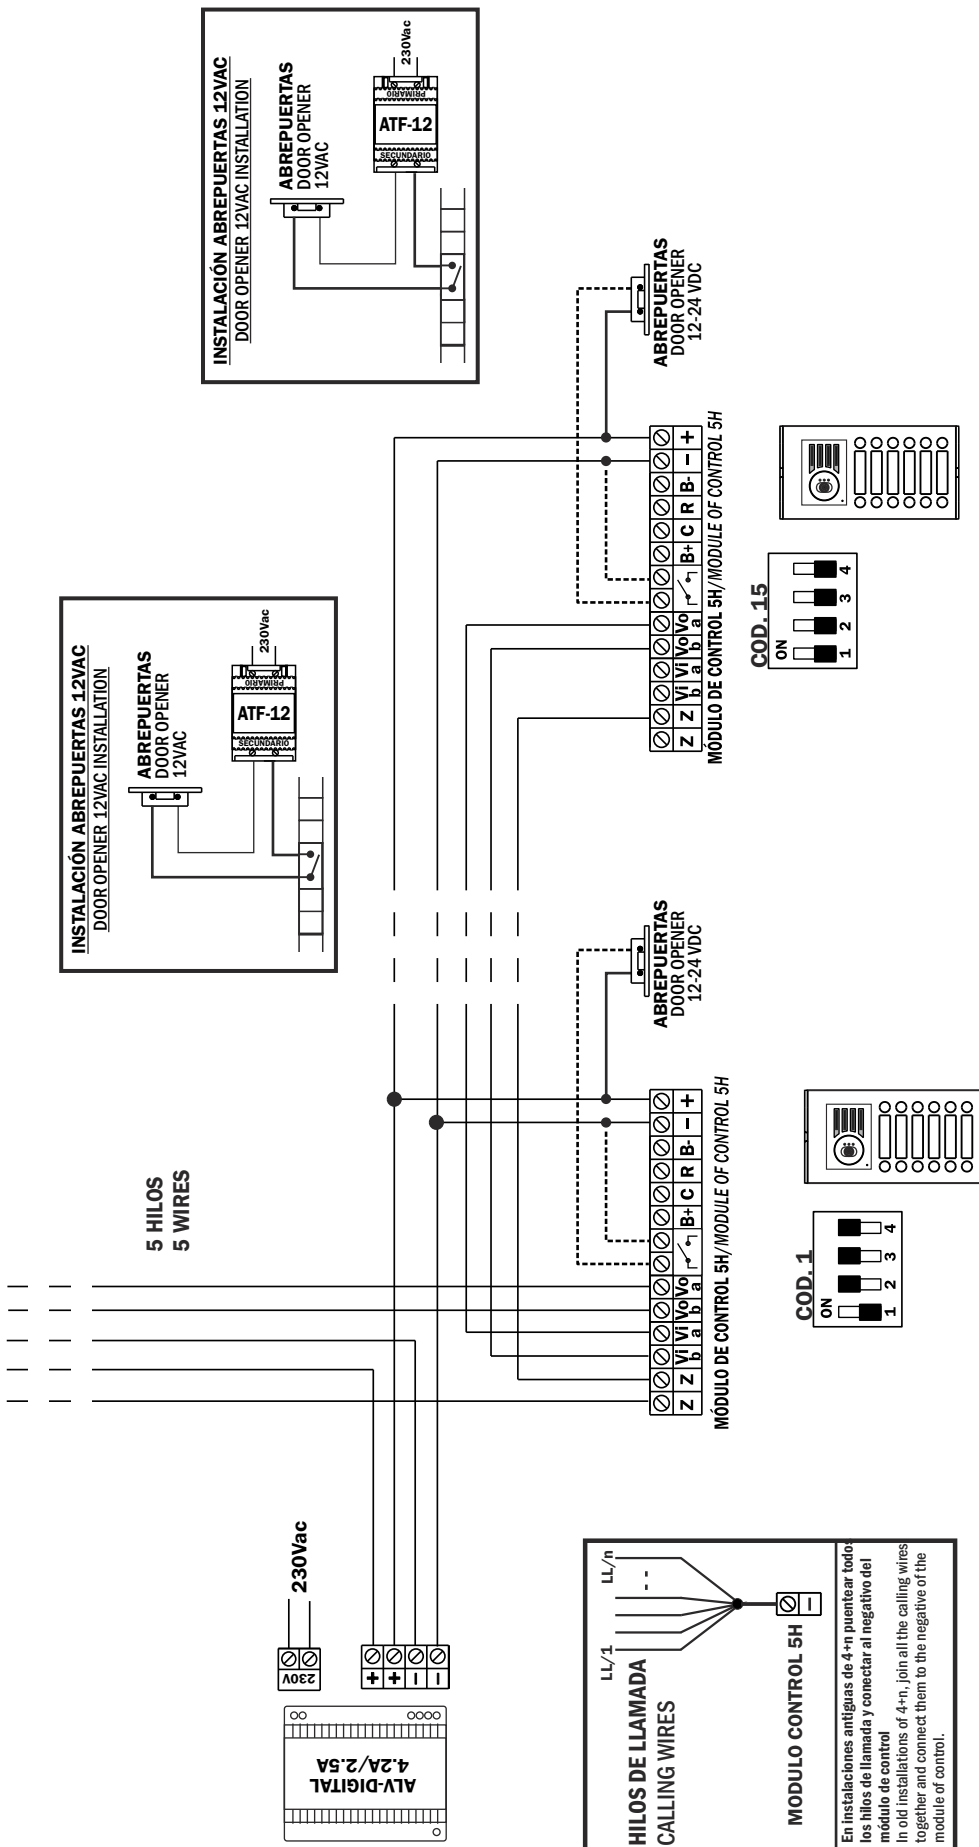 INSTALACIÓN ABREPUERTAS 12VAC
DOOR OPENER 12VAC INSTALLATION
ABREPUERTAS
DOOR OPENER
12VAC
230Vac
PRIMARIO
ATF-12
SECUNDARIO
INSTALACIÓN ABREPUERTAS 12VAC
DOOR OPENER 12VAC INSTALLATION
ABREPUERTAS
DOOR OPENER
12VAC
230Vac
PRIMARIO
ATF-12
SECUNDARIO
5 HILOS
5 WIRES
230Vac
230V
+ + – –
ALV-DIGITAL
4.2A/2.5A
Z Z Vi b Vi a Vo b Vo a B+ C R B- – +
MÓDULO DE CONTROL 5H/MODULE OF CONTROL 5H
ABREPUERTAS
DOOR OPENER
12-24 VDC
COD. 1
ON
1 2 3 4
Z Z Vi b Vi a Vo b Vo a B+ C R B- – +
MÓDULO DE CONTROL 5H/MODULE OF CONTROL 5H
ABREPUERTAS
DOOR OPENER
12-24 VDC
COD. 15
ON
1 2 3 4
LL/1 LL/n
HILOS DE LLAMADA
CALLING WIRES
–
MODULO CONTROL 5H
En instalaciones antiguas de 4+n puentear todos
los hilos de llamada y conectar al negativo del
módulo de control
In old installations of 4+n, join all the calling wires
together and connect them to the negative of the
module of control.